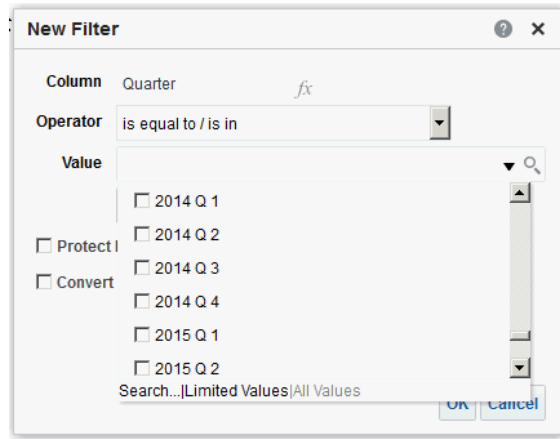 New Filter
Column Quarter fx
Operator is equal to / is in
Value
2014 Q 1
2014 Q 2
Protect
2014 Q 3
Convert
2014 Q 4
2015 Q 1
2015 Q 2
Search...|Limited Values|All Values
OK Cancel